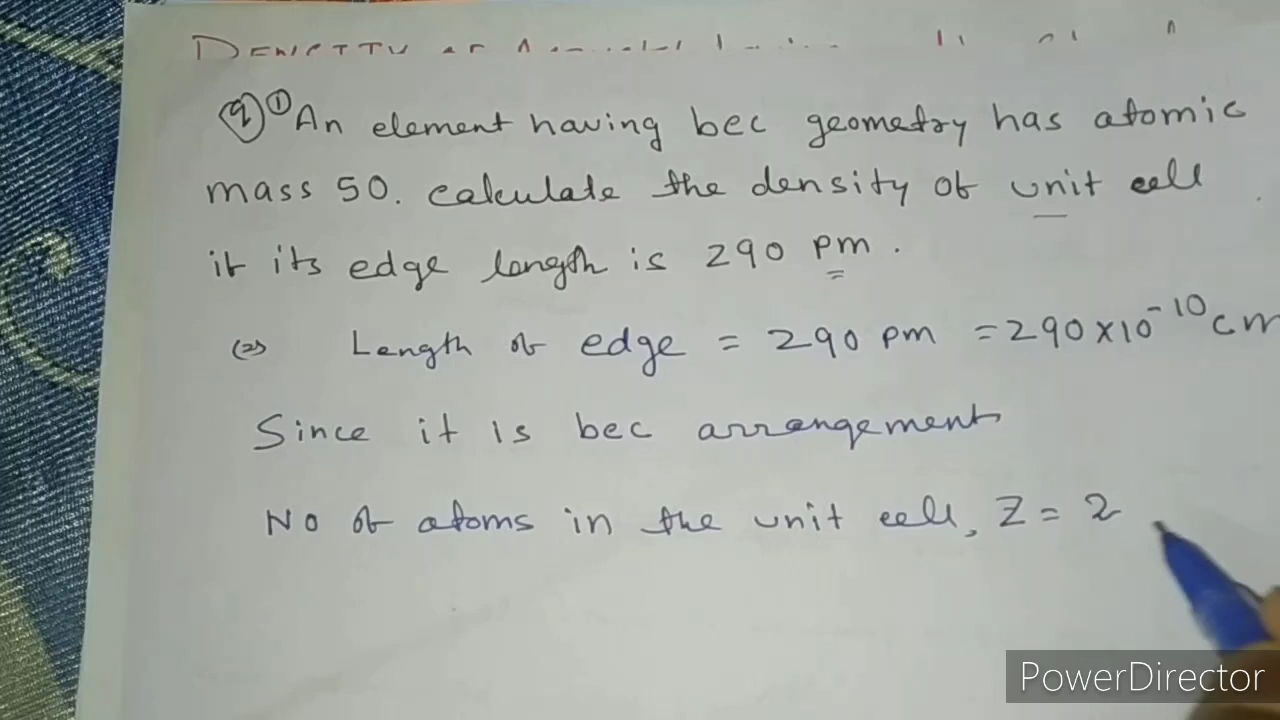 q) ① An element having bcc geometry has atomic
mass 50. calculate the density of unit cell
if its edge length is 290 pm.
Length of edge = 290 pm = 290×10⁻¹⁰ cm
Since it is bcc arrangement
No of atoms in the unit cell, Z = 2
PowerDirector